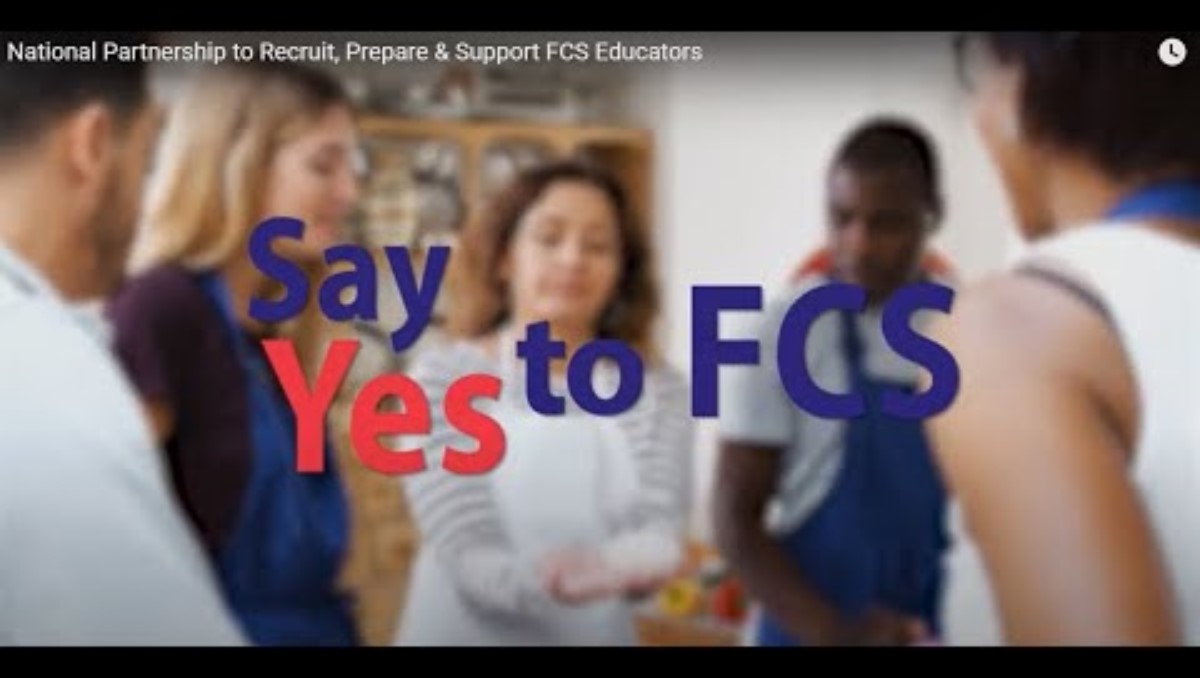 National Partnership to Recruit, Prepare & Support FCS Educators
Say
Yes to FCS